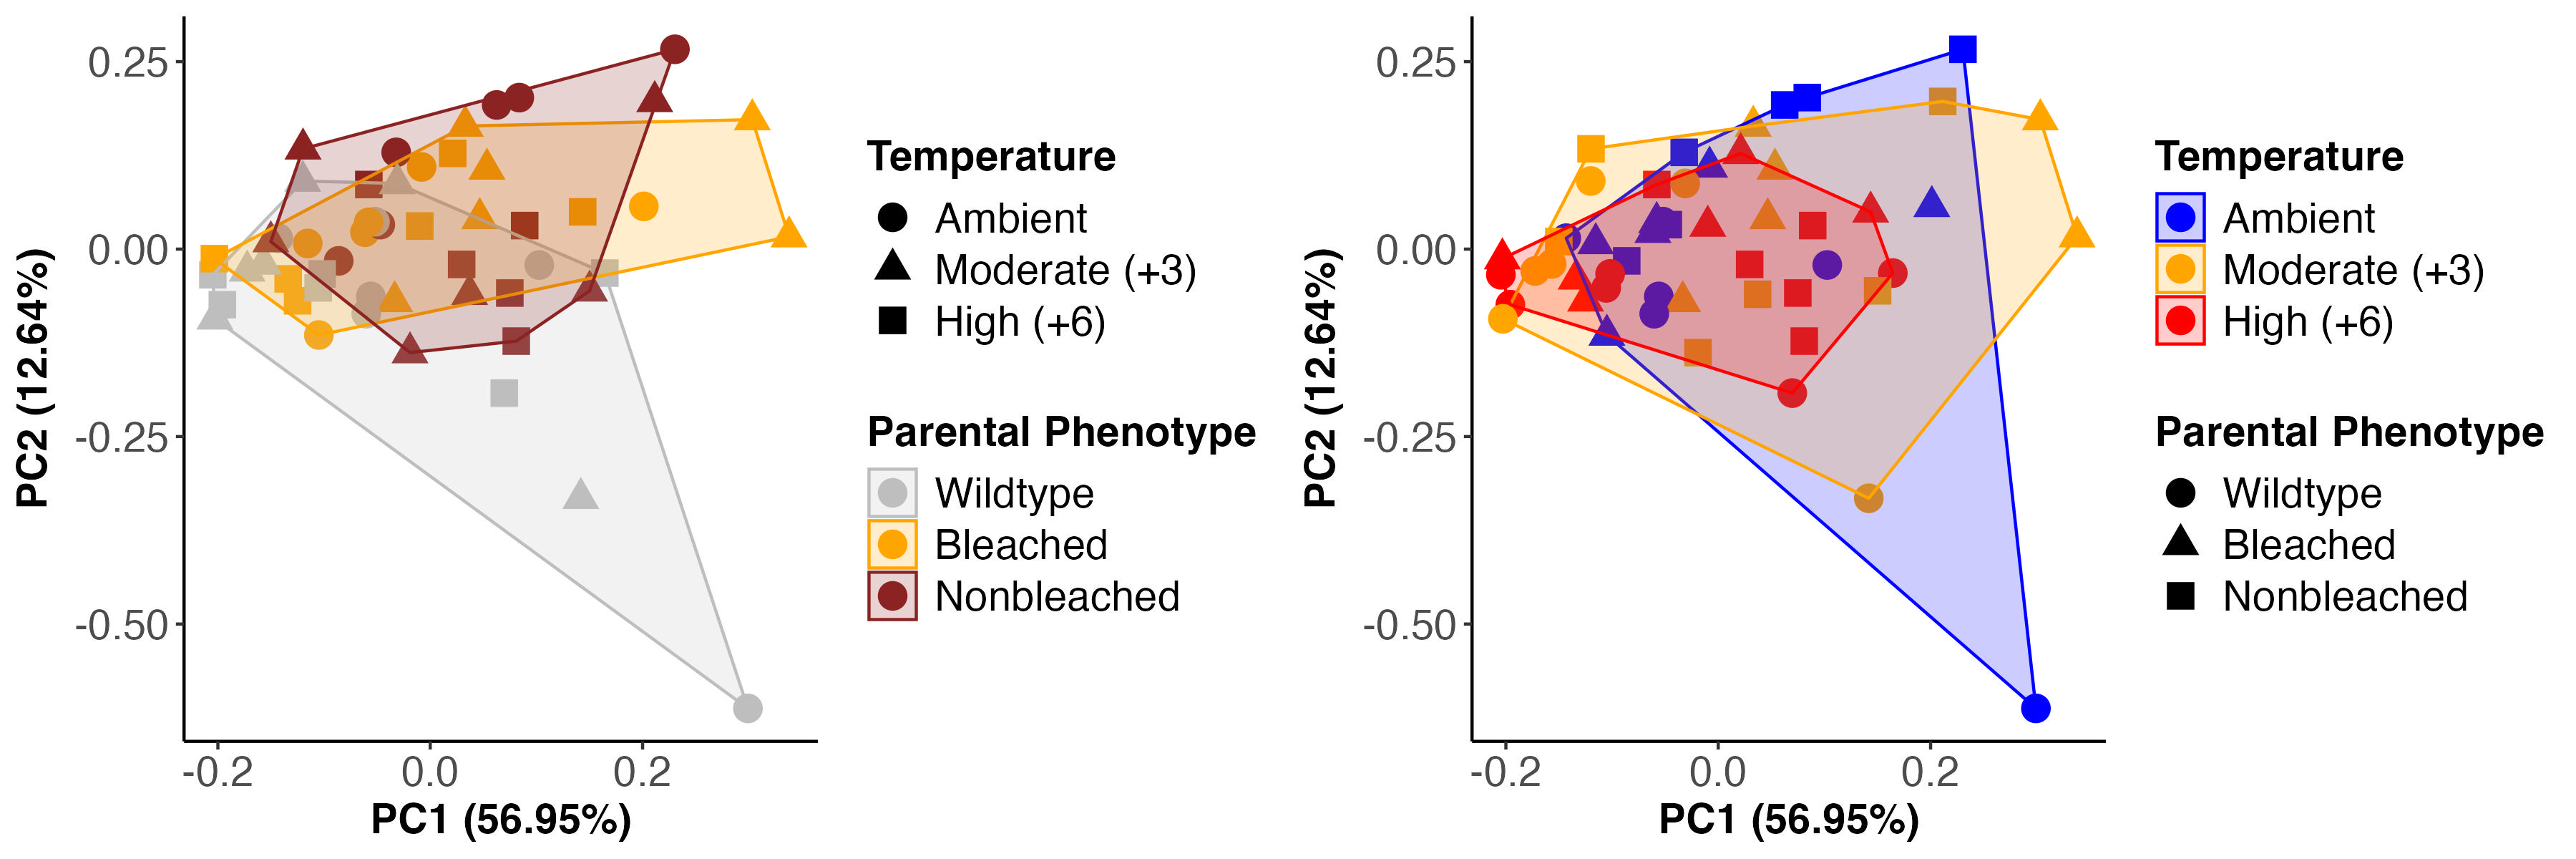 PC2 (12.64%)
0.25
0.00
-0.25
-0.50
-0.2
0.0
0.2
PC1 (56.95%)
Temperature
Ambient
Moderate (+3)
High (+6)
Parental Phenotype
Wildtype
Bleached
Nonbleached
PC2 (12.64%)
0.25
0.00
-0.25
-0.50
-0.2
0.0
0.2
PC1 (56.95%)
Temperature
Ambient
Moderate (+3)
High (+6)
Parental Phenotype
Wildtype
Bleached
Nonbleached